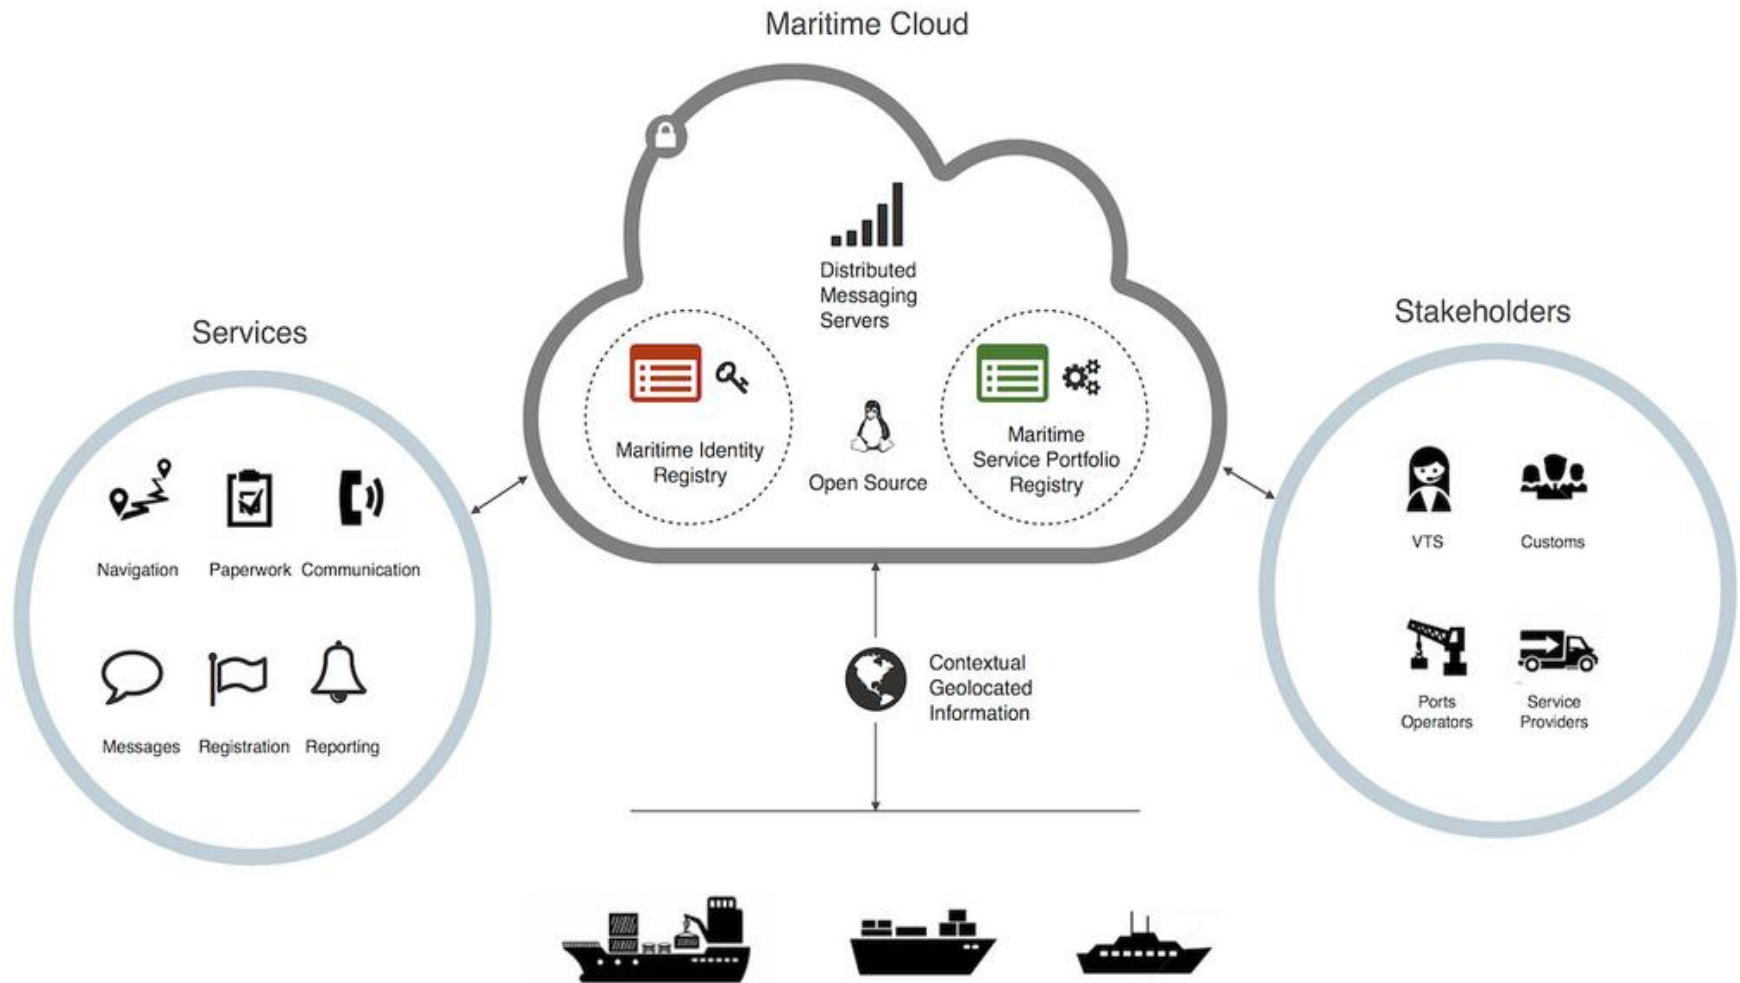 Maritime Cloud
Distributed
Messaging
Servers
Maritime Identity
Registry
Open Source
Maritime
Service Portfolio
Registry
Services
Navigation
Paperwork
Communication
Messages
Registration
Reporting
Stakeholders
VTS
Customs
Ports
Operators
Service
Providers
Contextual
Geolocated
Information